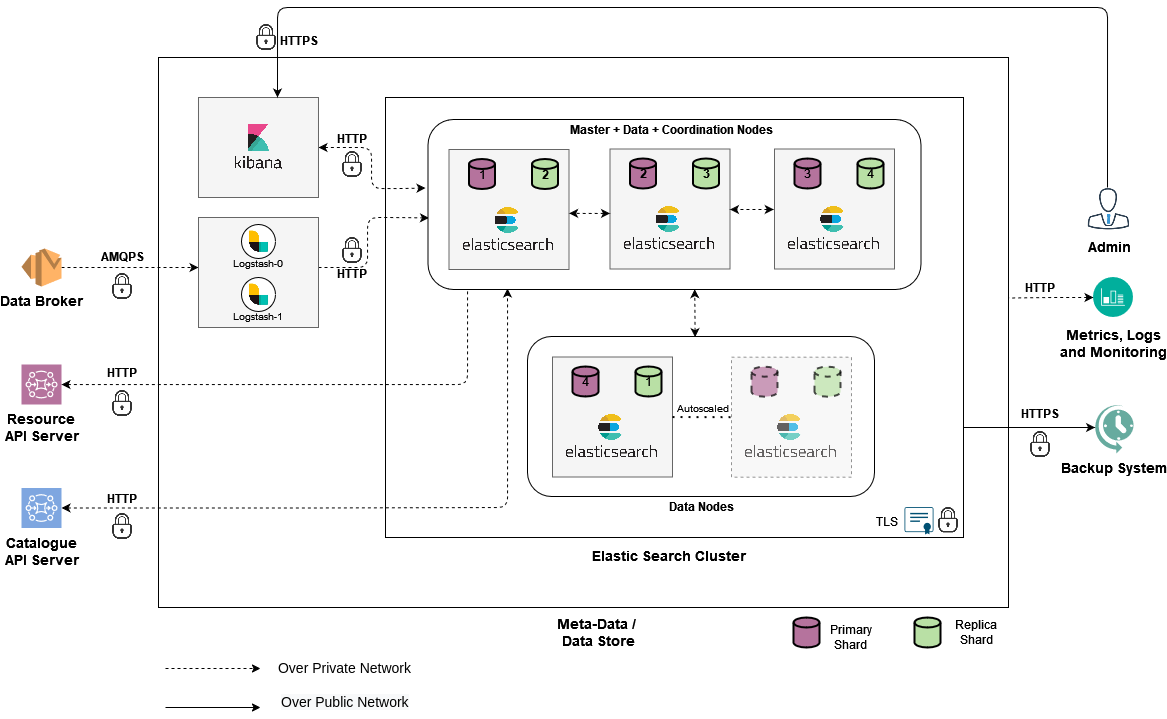 HTTPS
kibana
HTTP
Master + Data + Coordination Nodes
1
2
2
3
3
4
elasticsearch
elasticsearch
elasticsearch
Admin
Logstash-0
HTTP
Logstash-1
AMQPS
Data Broker
HTTP
Metrics, Logs
and Monitoring
HTTP
Resource
API Server
4
1
Autoscaled
elasticsearch
elasticsearch
Data Nodes
HTTPS
Backup System
HTTP
Catalogue
API Server
TLS
Elastic Search Cluster
Meta-Data /
Data Store
Primary
Shard
Replica
Shard
Over Private Network
Over Public Network